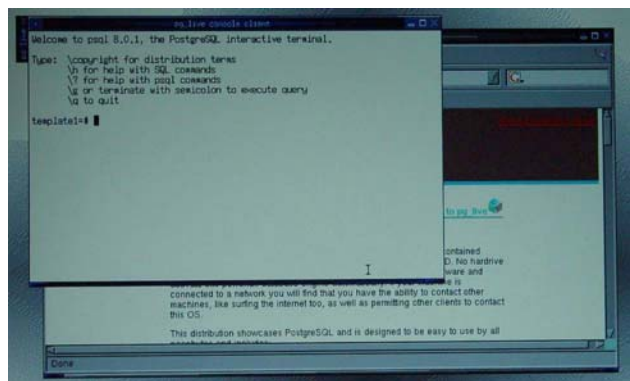 pg_live console client
Welcome to psql 8.0.1, the PostgreSQL interactive terminal.
Type: \copyright for distribution terms
\h for help with SQL commands
\? for help with psql commands
\g or terminate with semicolon to execute query
\q to quit
template1=#
to pg_live
contained
D. No hardrive
ware and
is
connected to a network you will find that you have the ability to contact other
machines, like surfing the internet too, as well as permitting other clients to contact
this OS.
This distribution showcases PostgreSQL and is designed to be easy to use by all
Done